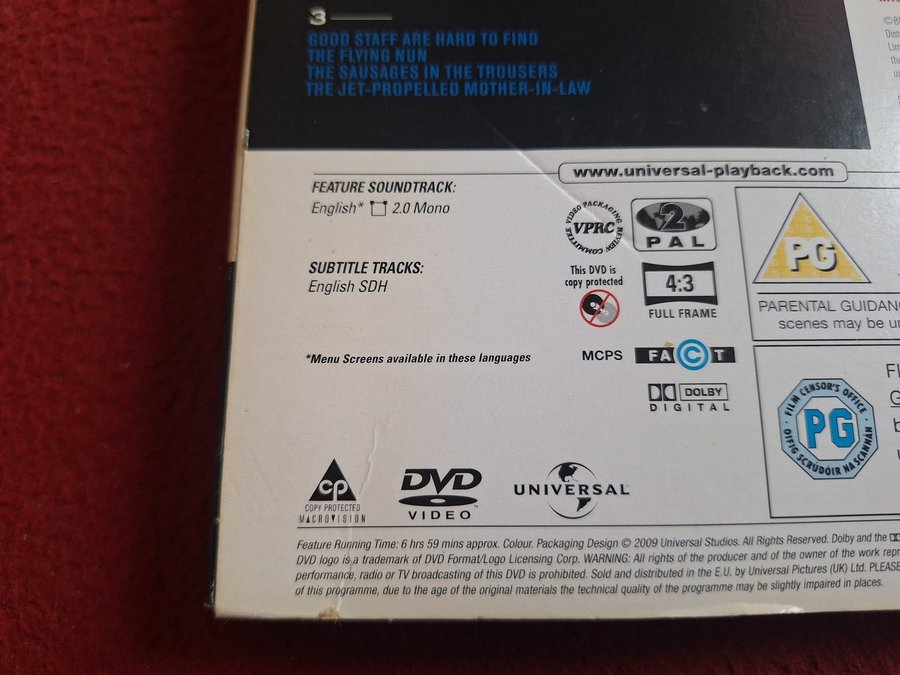 3
GOOD STAFF ARE HARD TO FIND
THE FLYING NUN
THE SAUSAGES IN THE TROUSERS
THE JET-PROPELLED MOTHER-IN-LAW
www.universal-playback.com
FEATURE SOUNDTRACK:
English* 2.0 Mono
SUBTITLE TRACKS:
English SDH
*Menu Screens available in these languages
VIDEO PACKAGING REVIEW COMMITTEE
VPRC
2
PAL
This DVD is
copy protected
4:3
FULL FRAME
MCPS
FACT
DOLBY
DIGITAL
PG
PARENTAL GUIDANC
scenes may be un
FILM CENSOR'S OFFICE
PG
OIFIG SCRÚDÓIR NA SCANNÁN
cp
COPY PROTECTED
MACROVISION
DVD
VIDEO
UNIVERSAL
Feature Running Time: 6 hrs 59 mins approx. Colour. Packaging Design © 2009 Universal Studios. All Rights Reserved. Dolby and the
DVD logo is a trademark of DVD Format/Logo Licensing Corp. WARNING: All rights of the producer and of the owner of the work repr
performance, radio or TV broadcasting of this DVD is prohibited. Sold and distributed in the E.U. by Universal Pictures (UK) Ltd. PLEASE
of this programme, due to the age of the original materials the technical quality of the programme may be slightly impaired in places.